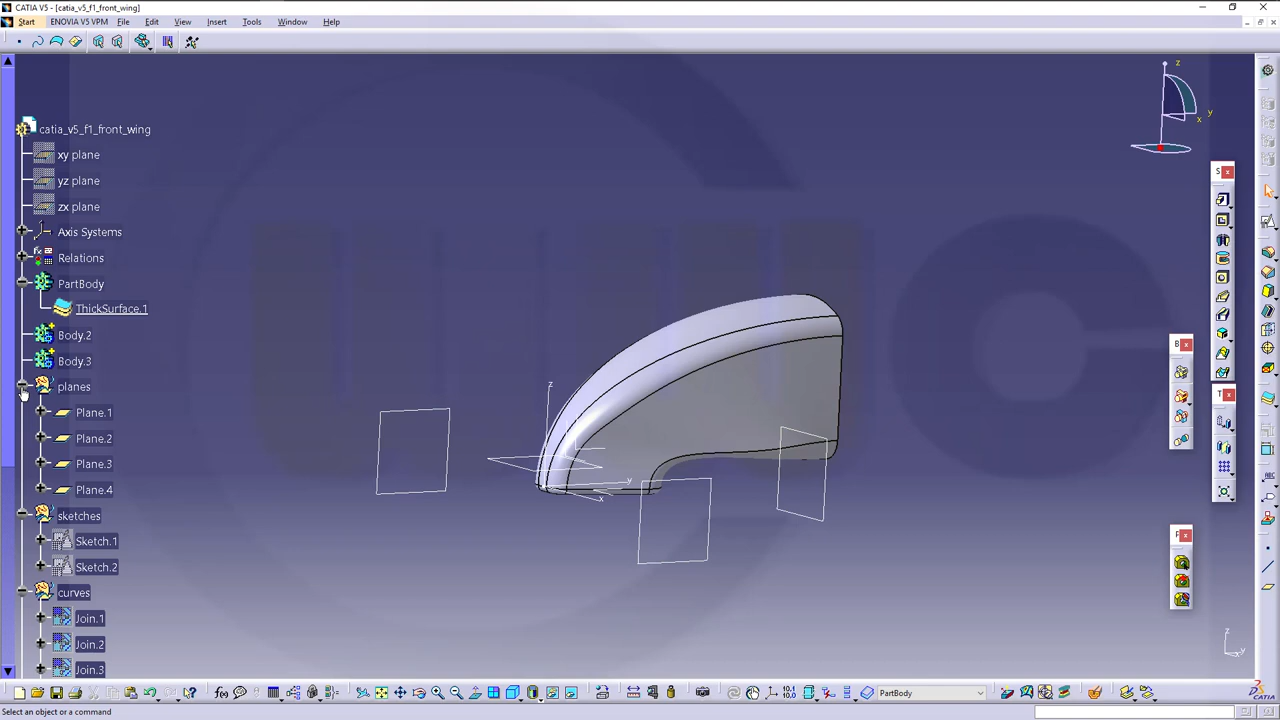 CATIA V5 - [catia_v5_f1_front_wing]
Start ENOVIA V5 VPM File Edit View Insert Tools Window Help
catia_v5_f1_front_wing
xy plane
yz plane
zx plane
Axis Systems
Relations
PartBody
ThickSurface.1
Body.2
Body.3
planes
Plane.1
Plane.2
Plane.3
Plane.4
sketches
Sketch.1
Sketch.2
curves
Join.1
Join.2
Join.3
z
y
x
z
y
x
S
B
T
F
z
y
x
PartBody
CATIA
Select an object or a command